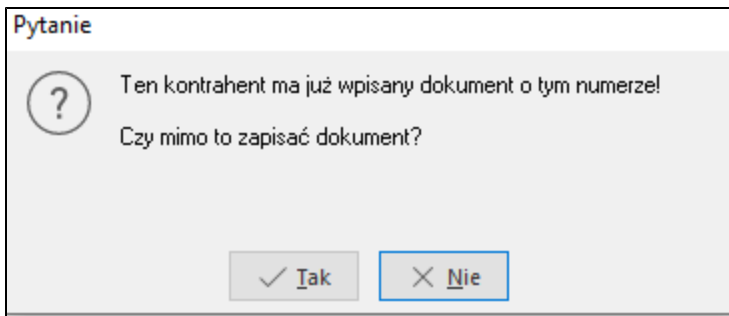 Pytanie
?
Ten kontrahent ma już wpisany dokument o tym numerze!
Czy mimo to zapisać dokument?
Tak
Nie